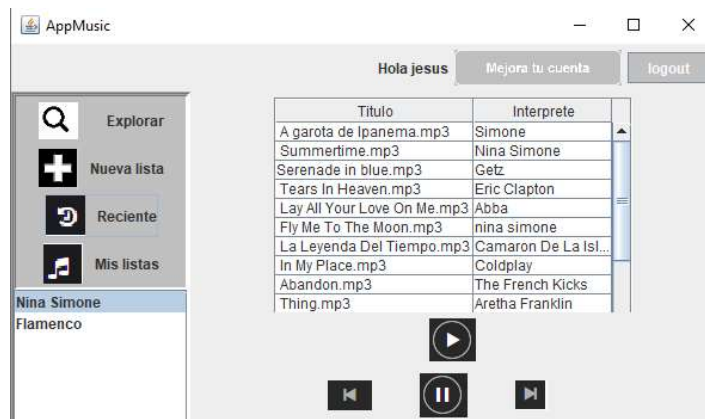 AppMusic
Hola jesus Mejora tu cuenta logout
Explorar
Nueva lista
Reciente
Mis listas
Nina Simone
Flamenco
Titulo Interprete
A garota de Ipanema.mp3 Simone
Summertime.mp3 Nina Simone
Serenade in blue.mp3 Getz
Tears In Heaven.mp3 Eric Clapton
Lay All Your Love On Me.mp3 Abba
Fly Me To The Moon.mp3 nina simone
La Leyenda Del Tiempo.mp3 Camaron De La Isl...
In My Place.mp3 Coldplay
Abandon.mp3 The French Kicks
Thing.mp3 Aretha Franklin